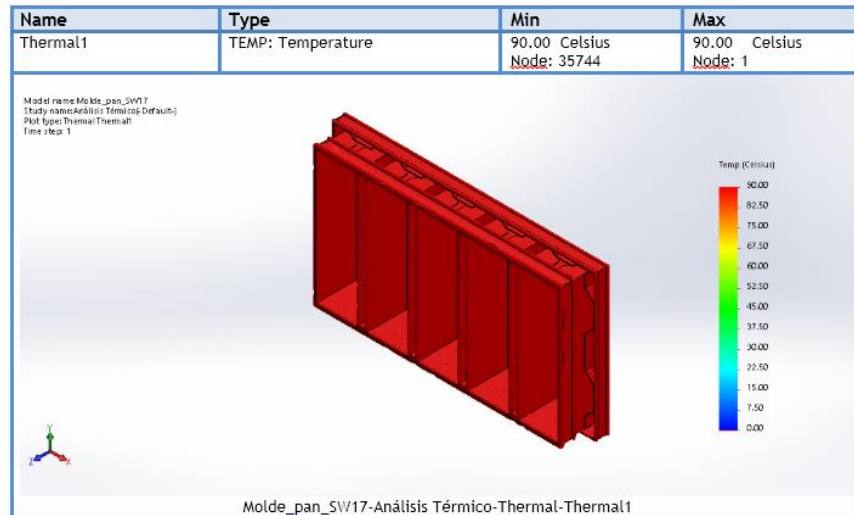 Name Type Min Max
Thermal1 TEMP: Temperature 90.00 Celsius 90.00 Celsius
Node: 35744 Node: 1
Model name:Molde_pan_SW17
Study name:Análisis Térmico(-Default-)
Plot type: Thermal Thermal1
Time step: 1
Temp (Celsius)
90.00
82.50
75.00
67.50
60.00
52.50
45.00
37.50
30.00
22.50
15.00
7.50
0.00
Y
Z X
Molde_pan_SW17-Análisis Térmico-Thermal-Thermal1